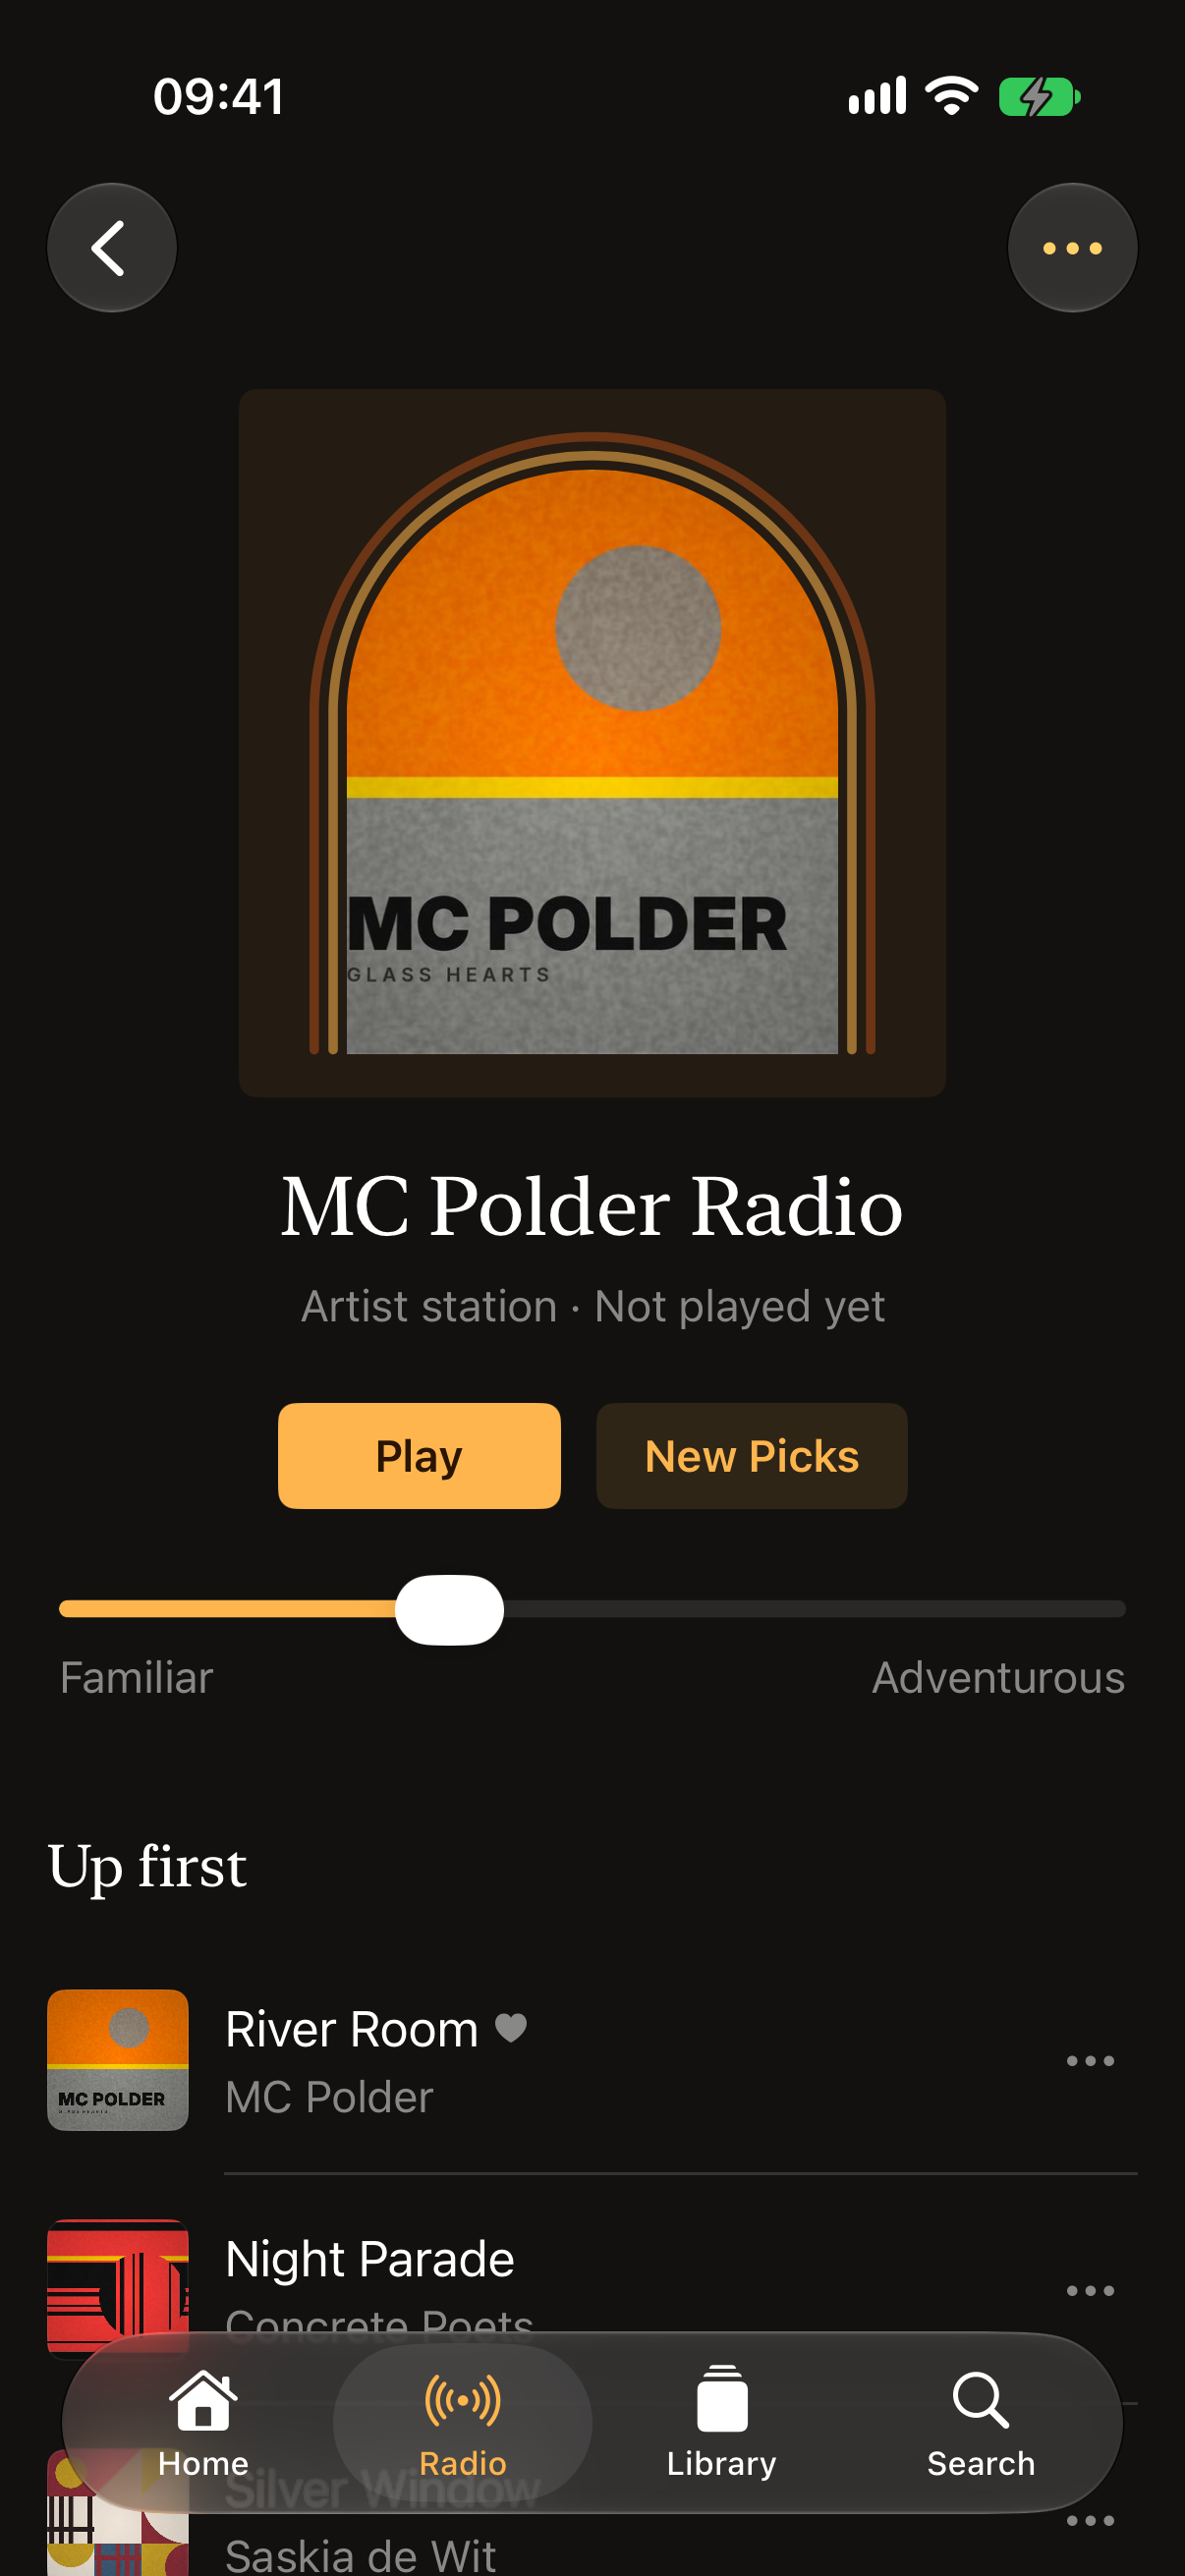 09:41
MC POLDER
GLASS HEARTS
MC Polder Radio
Artist station · Not played yet
Play
New Picks
Familiar
Adventurous
Up first
MC POLDER
River Room
MC Polder
Night Parade
Concrete Poets
Home
Radio
Library
Search
Silver Window
Saskia de Wit